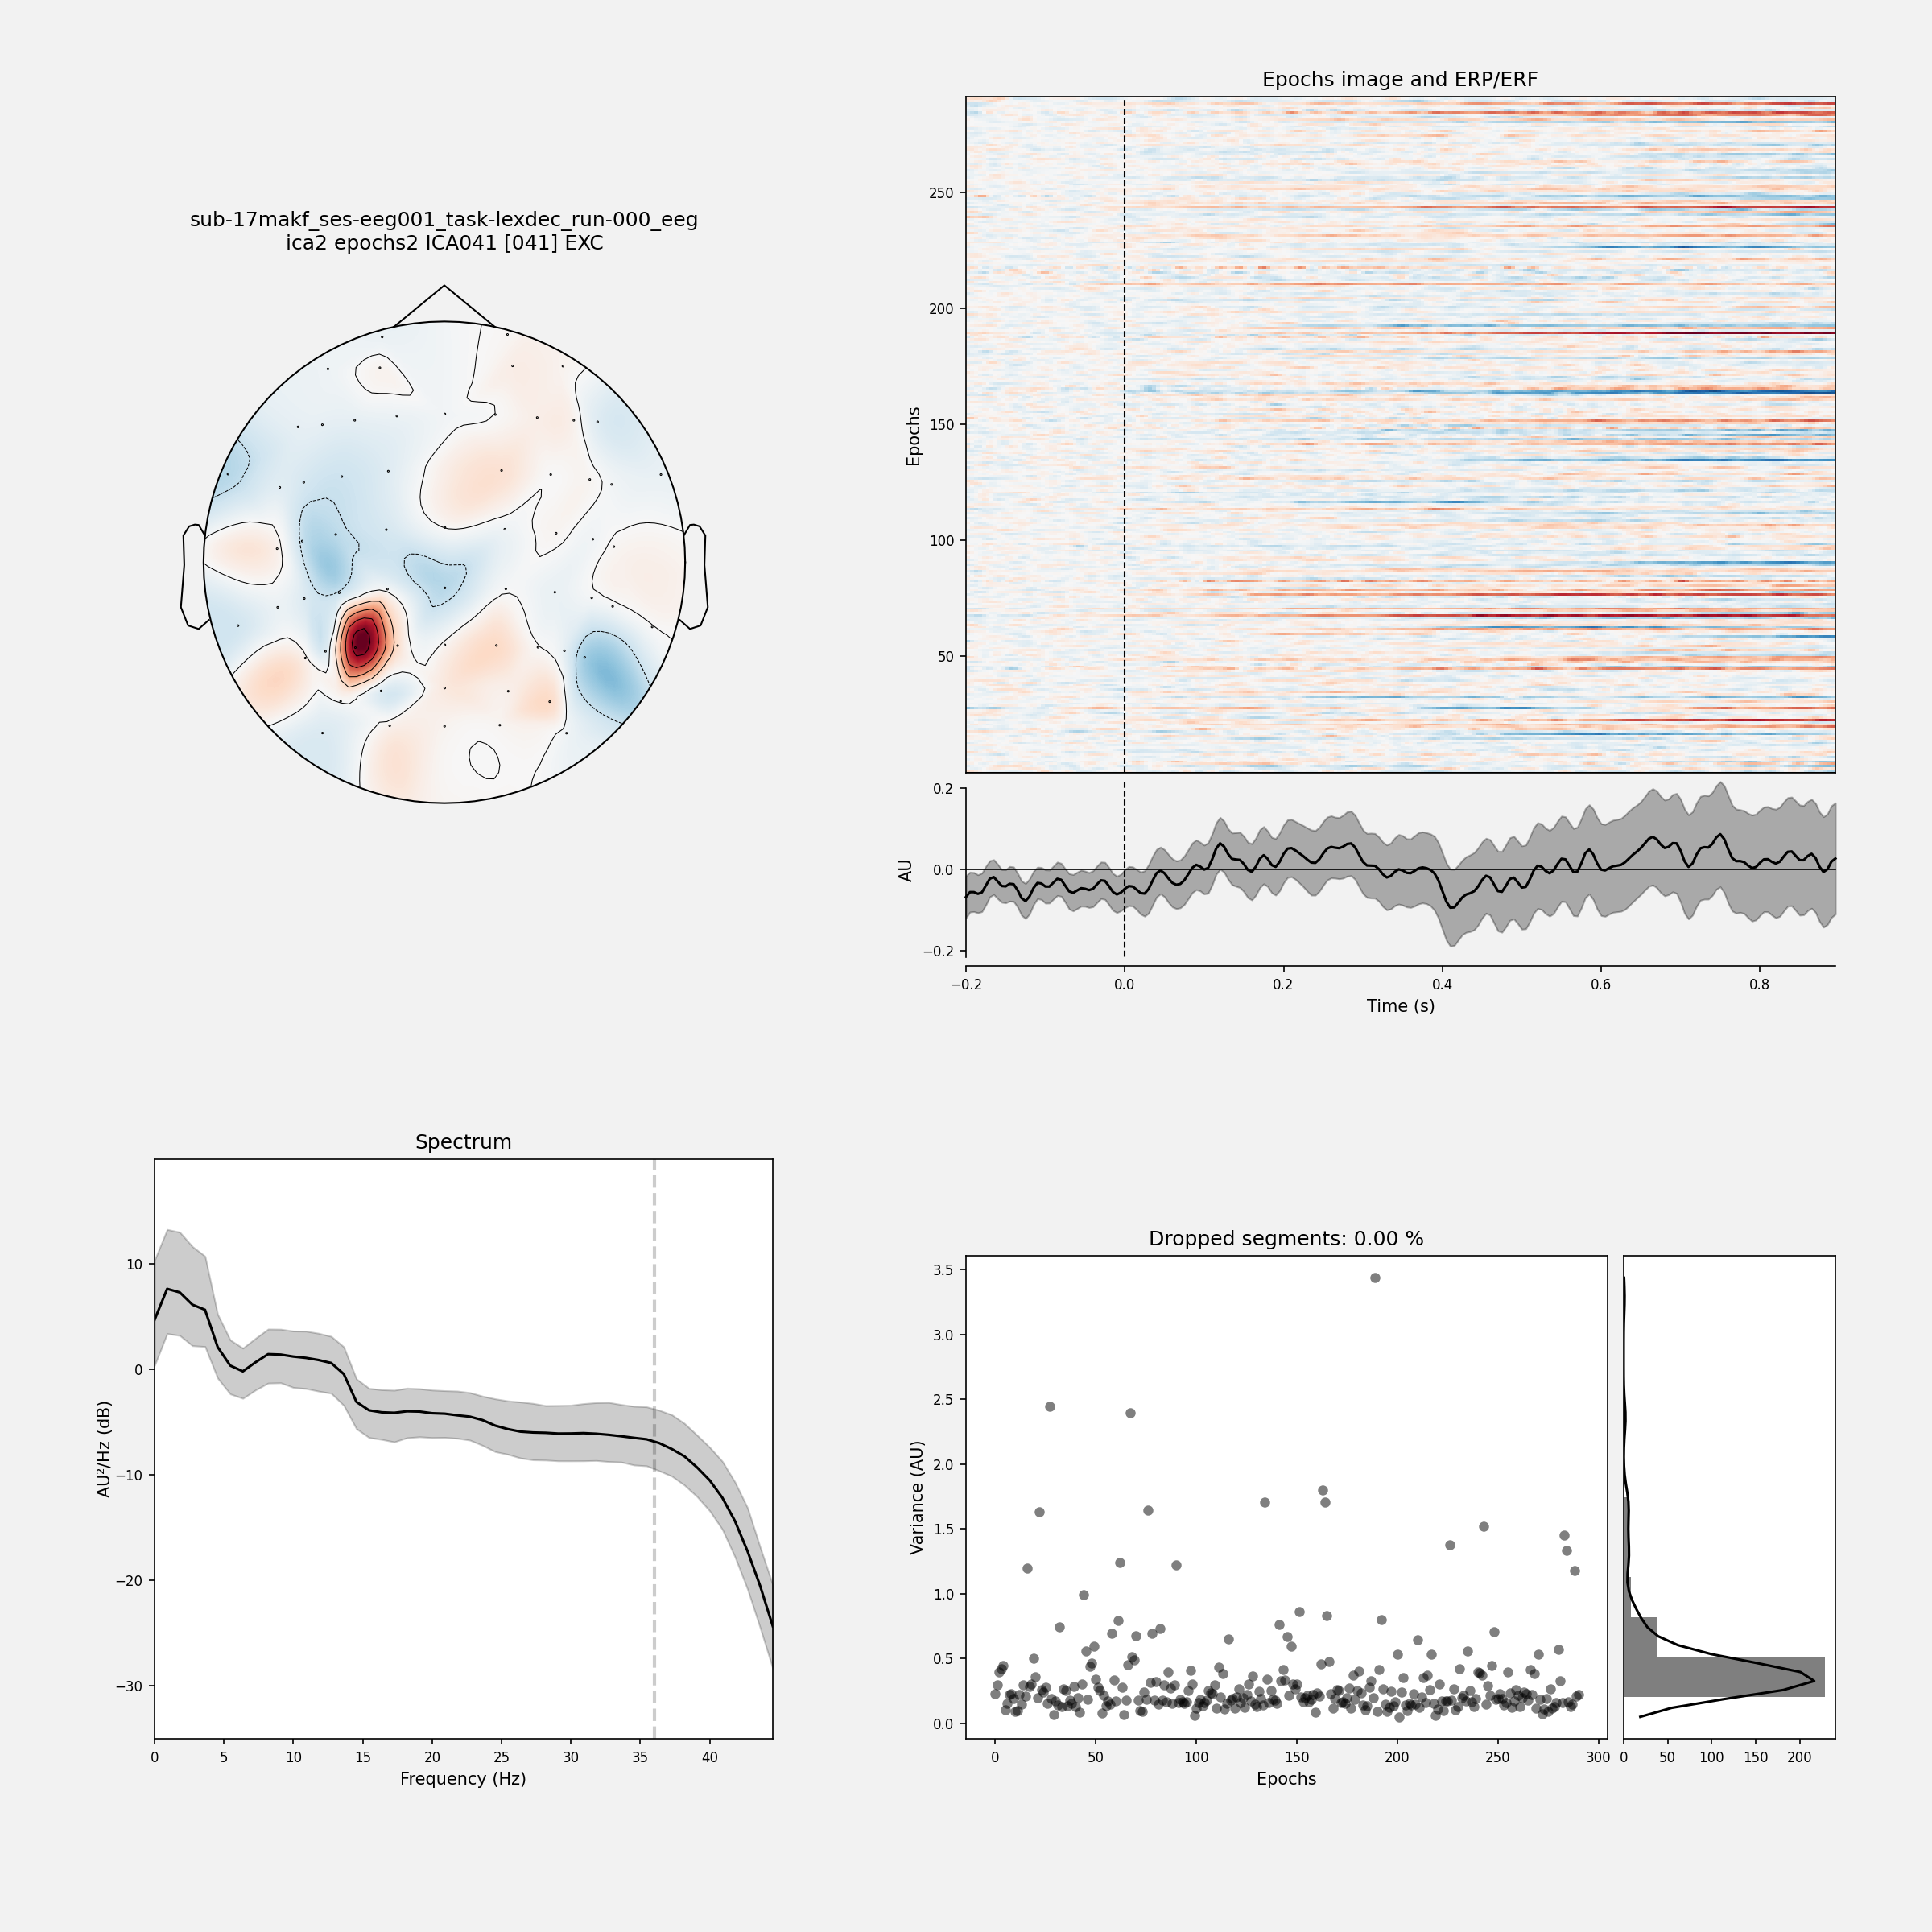 sub-17makf_ses-eeg001_task-lexdec_run-000_eeg
ica2 epochs2 ICA041 [041] EXC
Epochs image and ERP/ERF
Epochs
250
200
150
100
50
AU
0.2
0.0
−0.2
−0.2 0.0 0.2 0.4 0.6 0.8
Time (s)
Spectrum
AU²/Hz (dB)
10
0
−10
−20
−30
0 5 10 15 20 25 30 35 40
Frequency (Hz)
Dropped segments: 0.00 %
Variance (AU)
3.5
3.0
2.5
2.0
1.5
1.0
0.5
0.0
0 50 100 150 200 250 300
Epochs
0 50 100 150 200